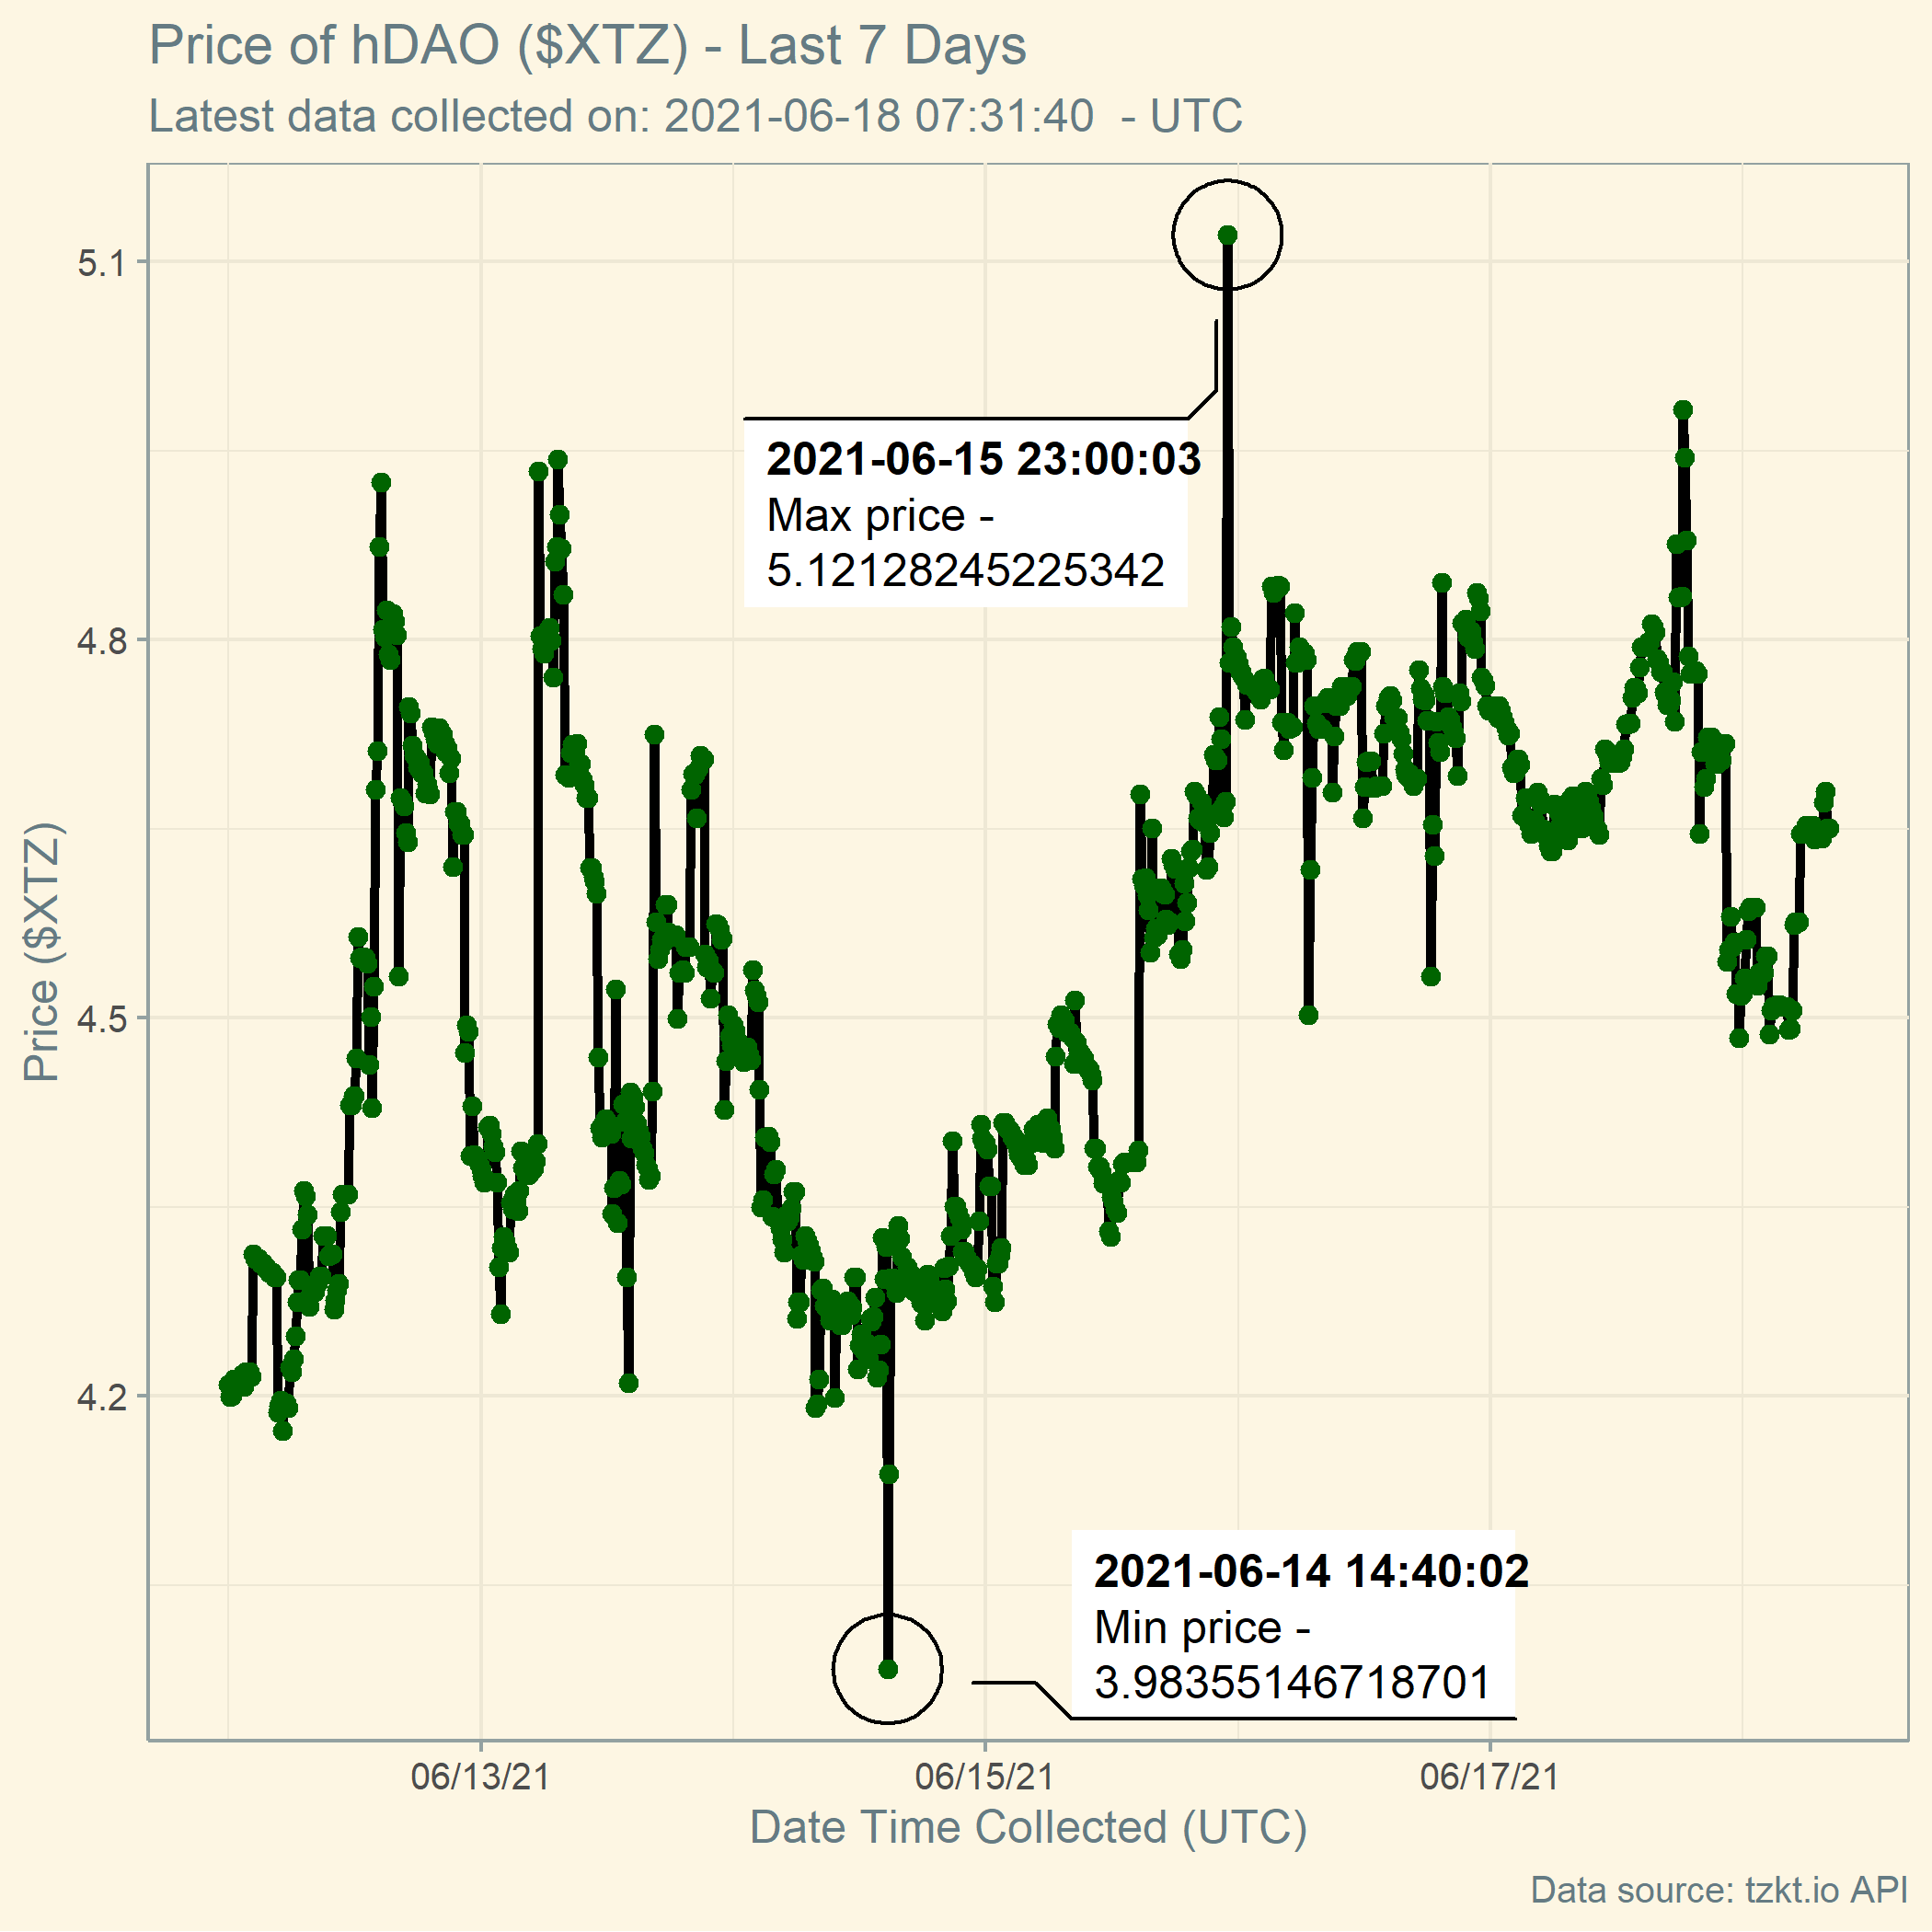 Price of hDAO ($XTZ) - Last 7 Days
Latest data collected on: 2021-06-18 07:31:40  - UTC
5.1
4.8
4.5
4.2
Price ($XTZ)
2021-06-15 23:00:03
Max price -
5.12128245225342
2021-06-14 14:40:02
Min price -
3.98355146718701
06/13/21
06/15/21
06/17/21
Date Time Collected (UTC)
Data source: tzkt.io API